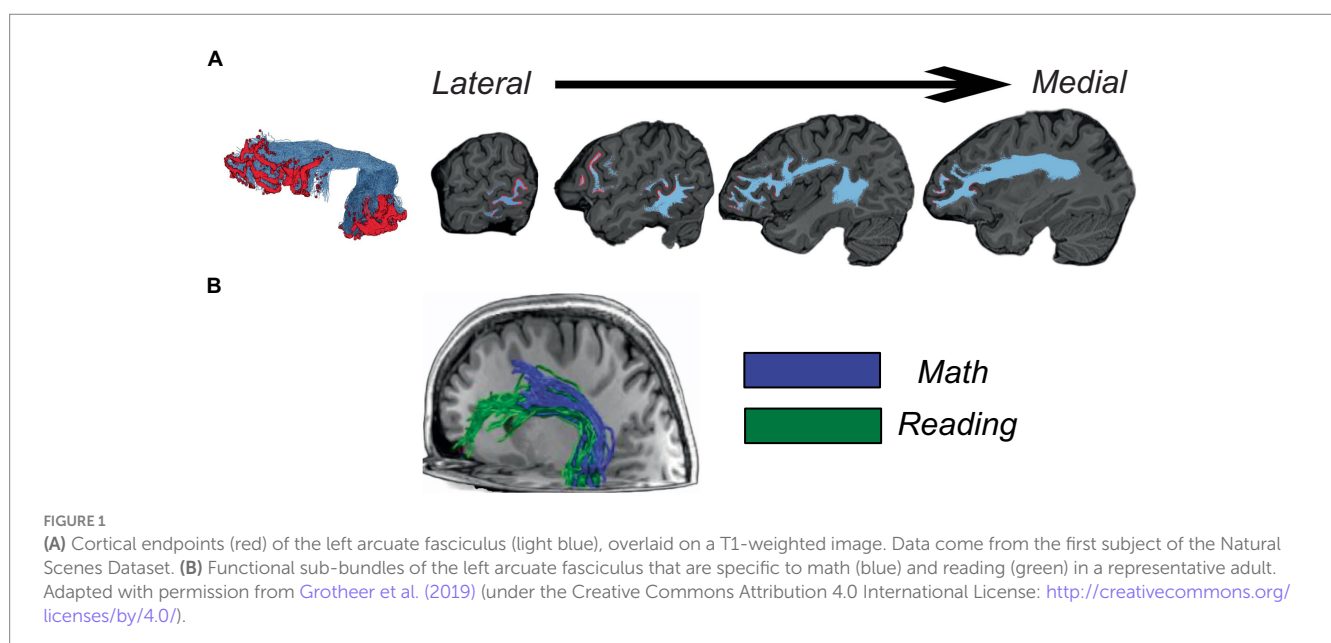 A
Lateral
Medial
B
Math
Reading
FIGURE 1
(A) Cortical endpoints (red) of the left arcuate fasciculus (light blue), overlaid on a T1-weighted image. Data come from the first subject of the Natural
Scenes Dataset. (B) Functional sub-bundles of the left arcuate fasciculus that are specific to math (blue) and reading (green) in a representative adult.
Adapted with permission from Grotheer et al. (2019) (under the Creative Commons Attribution 4.0 International License: http://creativecommons.org/
licenses/by/4.0/).